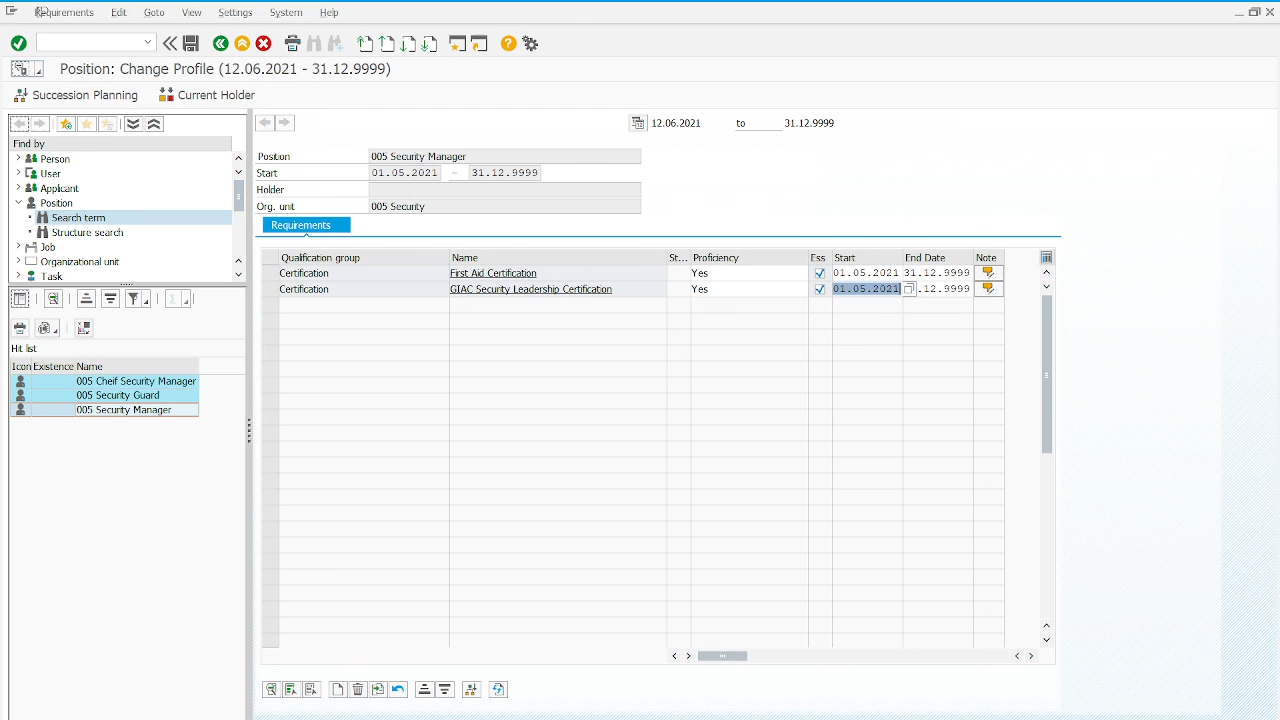 Requirements Edit Goto View Settings System Help
Position: Change Profile (12.06.2021 - 31.12.9999)
Succession Planning Current Holder
Find by
Person
User
Applicant
Position
Search term
Structure search
Job
Organizational unit
Task
Hit list
Icon Existence Name
005 Cheif Security Manager
005 Security Guard
005 Security Manager
12.06.2021 to 31.12.9999
Position 005 Security Manager
Start 01.05.2021 – 31.12.9999
Holder
Org. unit 005 Security
Requirements
Qualification group Name St... Proficiency Ess Start End Date Note
Certification First Aid Certification Yes 01.05.2021 31.12.9999
Certification GIAC Security Leadership Certification Yes 01.05.2021 .12.9999